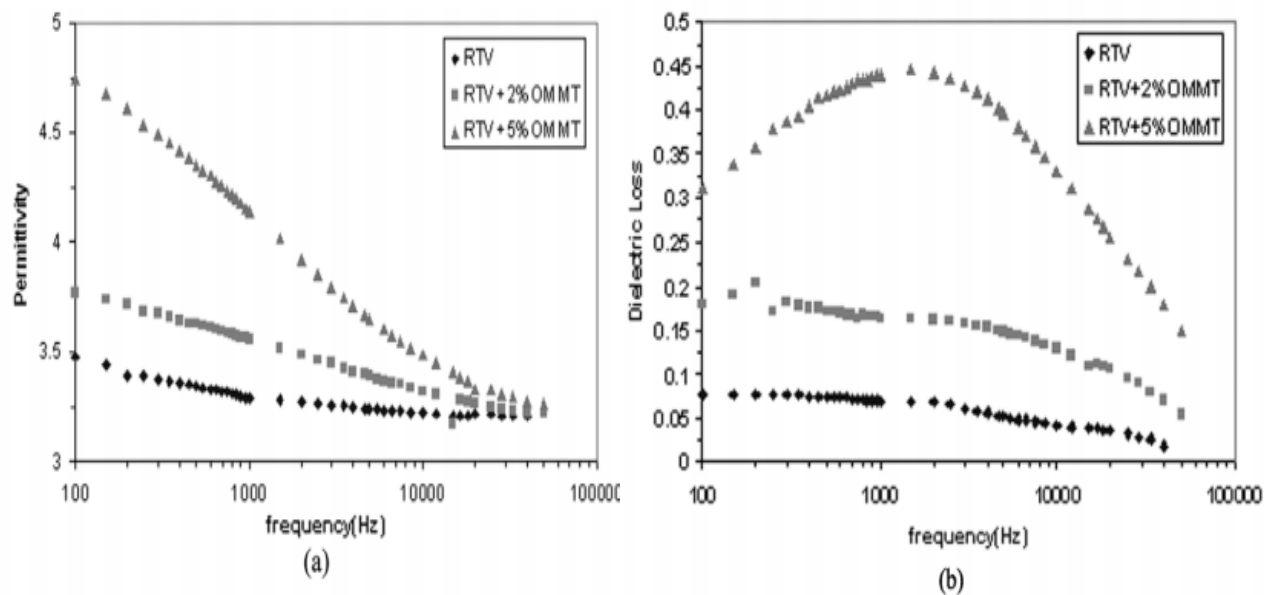 5
4.5
4
3.5
3
Permittivity
RTV
RTV+2%OMMT
RTV+5%OMMT
100
1000
10000
100000
frequency(Hz)
(a)
0.5
0.45
0.4
0.35
0.3
0.25
0.2
0.15
0.1
0.05
0
Dielectric Loss
RTV
RTV+2%OMMT
RTV+5%OMMT
100
1000
10000
100000
frequency(Hz)
(b)